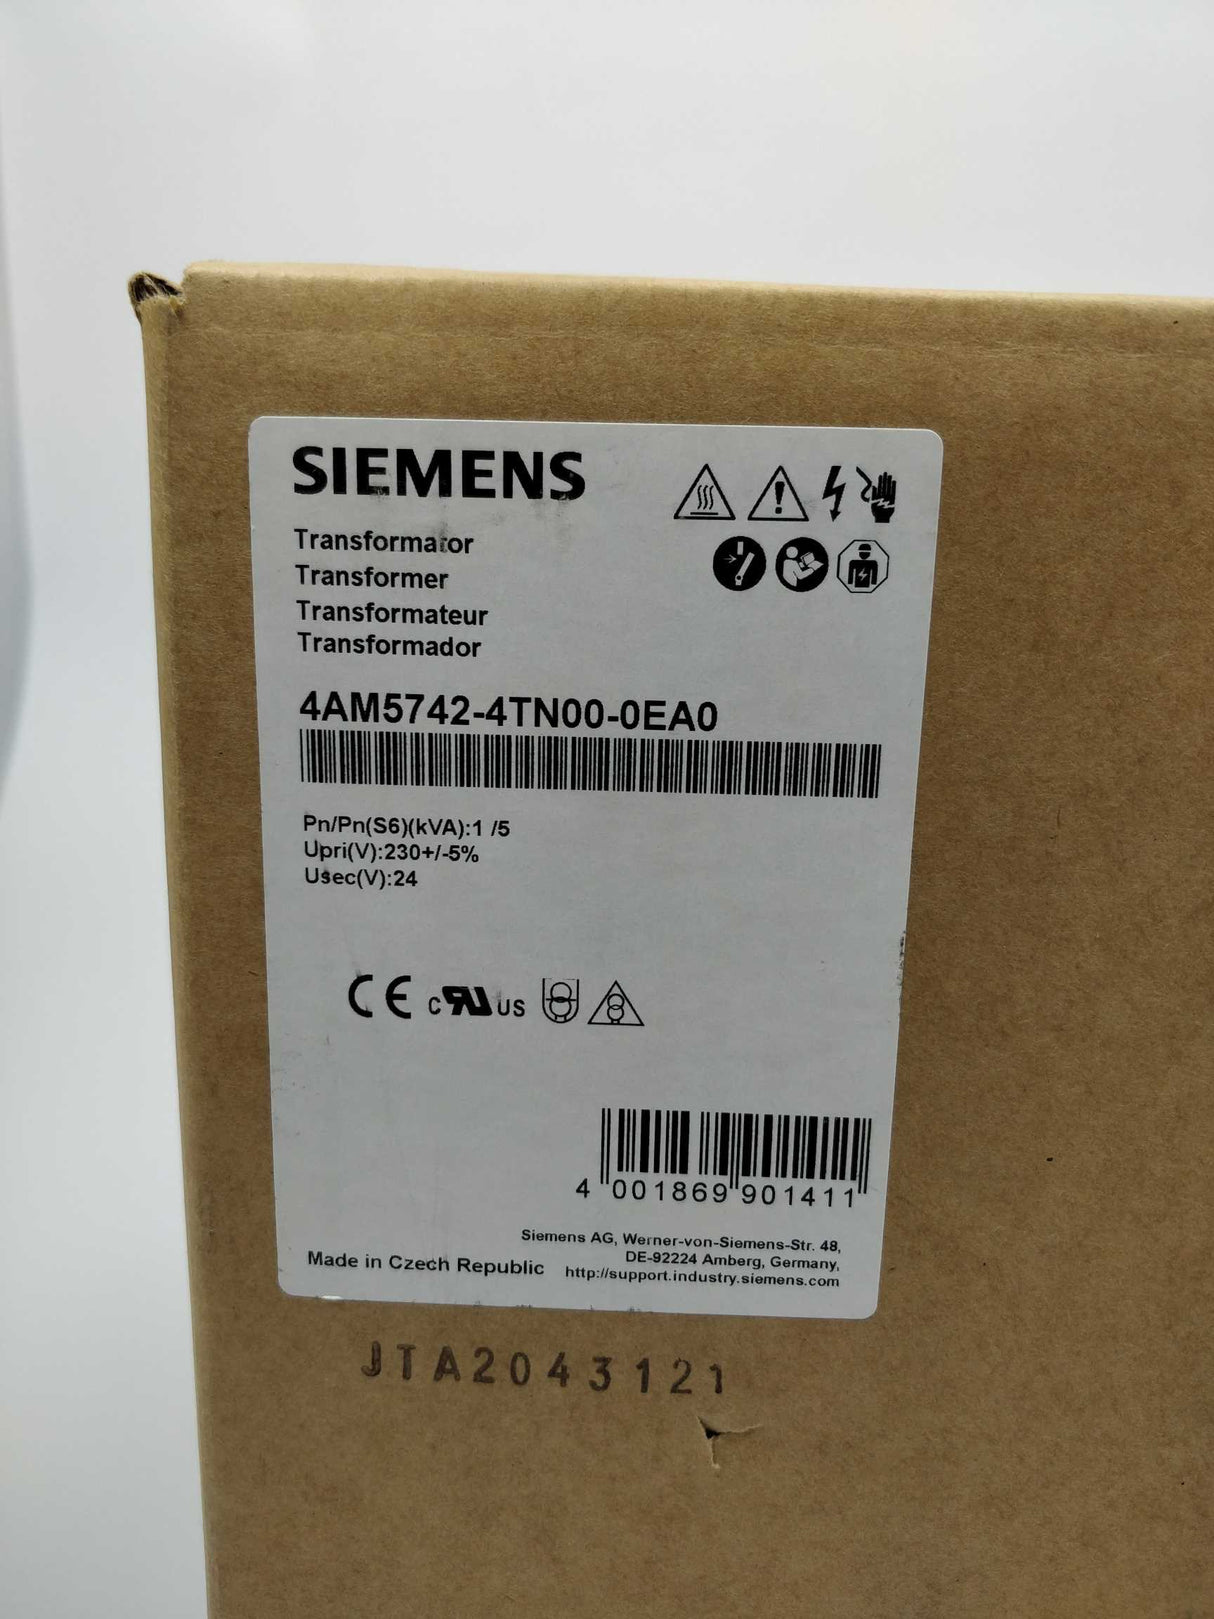 SIEMENS
Transformator
Transformer
Transformateur
Transformador
4AM5742-4TN00-0EA0
Pn/Pn(S6)(kVA):1 /5
Upri(V):230+/-5%
Usec(V):24
CE cRUus
4 001869 901411
Siemens AG, Werner-von-Siemens-Str. 48,
DE-92224 Amberg, Germany,
Made in Czech Republic http://support.industry.siemens.com
JTA2043121